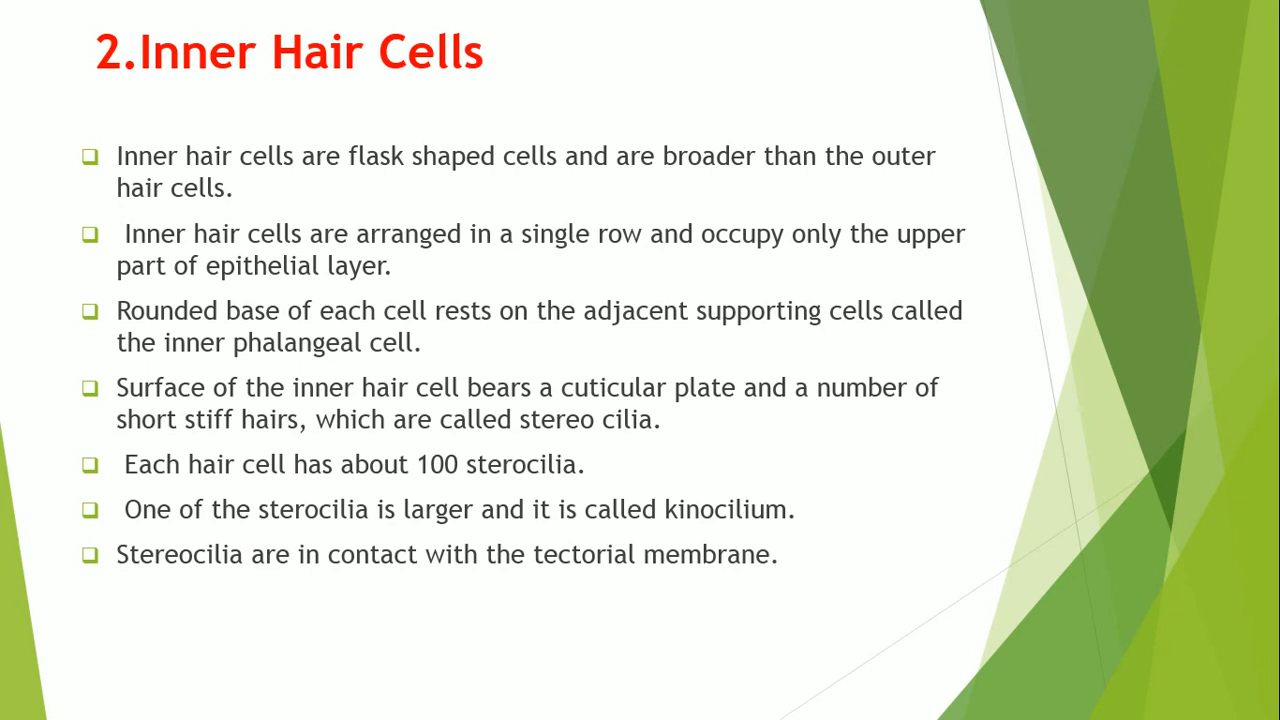 2.Inner Hair Cells
Inner hair cells are flask shaped cells and are broader than the outer
hair cells.
Inner hair cells are arranged in a single row and occupy only the upper
part of epithelial layer.
Rounded base of each cell rests on the adjacent supporting cells called
the inner phalangeal cell.
Surface of the inner hair cell bears a cuticular plate and a number of
short stiff hairs, which are called stereo cilia.
Each hair cell has about 100 sterocilia.
One of the sterocilia is larger and it is called kinocilium.
Stereocilia are in contact with the tectorial membrane.